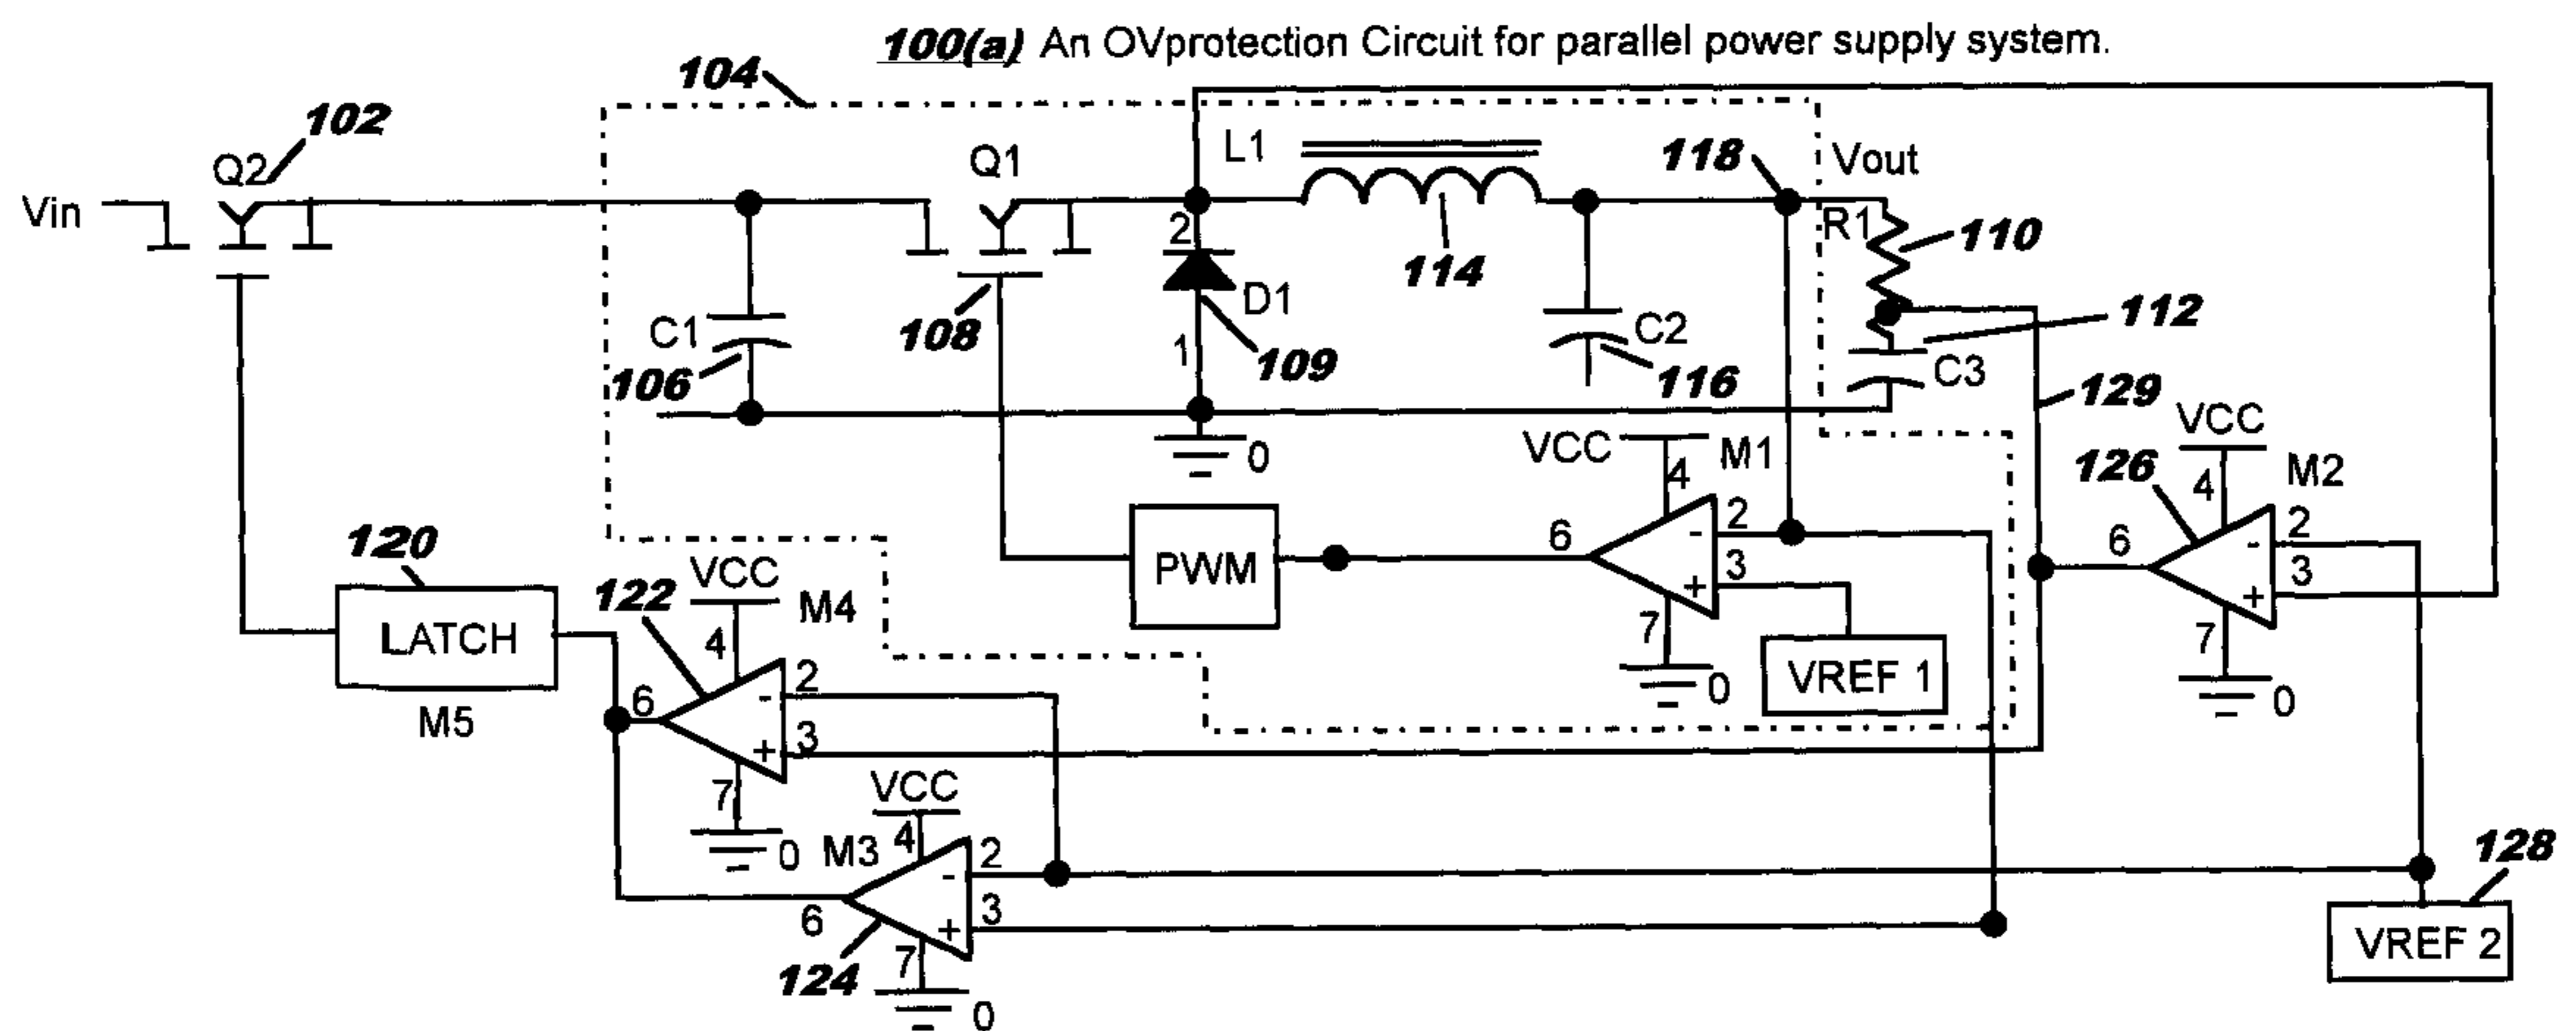 100(a) An OVprotection Circuit for parallel power supply system.
104
102
Q2
Vin
Q1
L1
118
Vout
2
R1
110
114
C1
106
108
D1
1
109
C2
116
112
C3
129
0
VCC
4
M1
2
-
3
+
6
7
0
VREF 1
PWM
VCC
4
M2
126
2
-
3
+
6
7
0
120
LATCH
M5
122
VCC
4
M4
2
-
3
+
6
7
0
VCC
4
M3
2
-
3
+
6
7
0
124
128
VREF 2